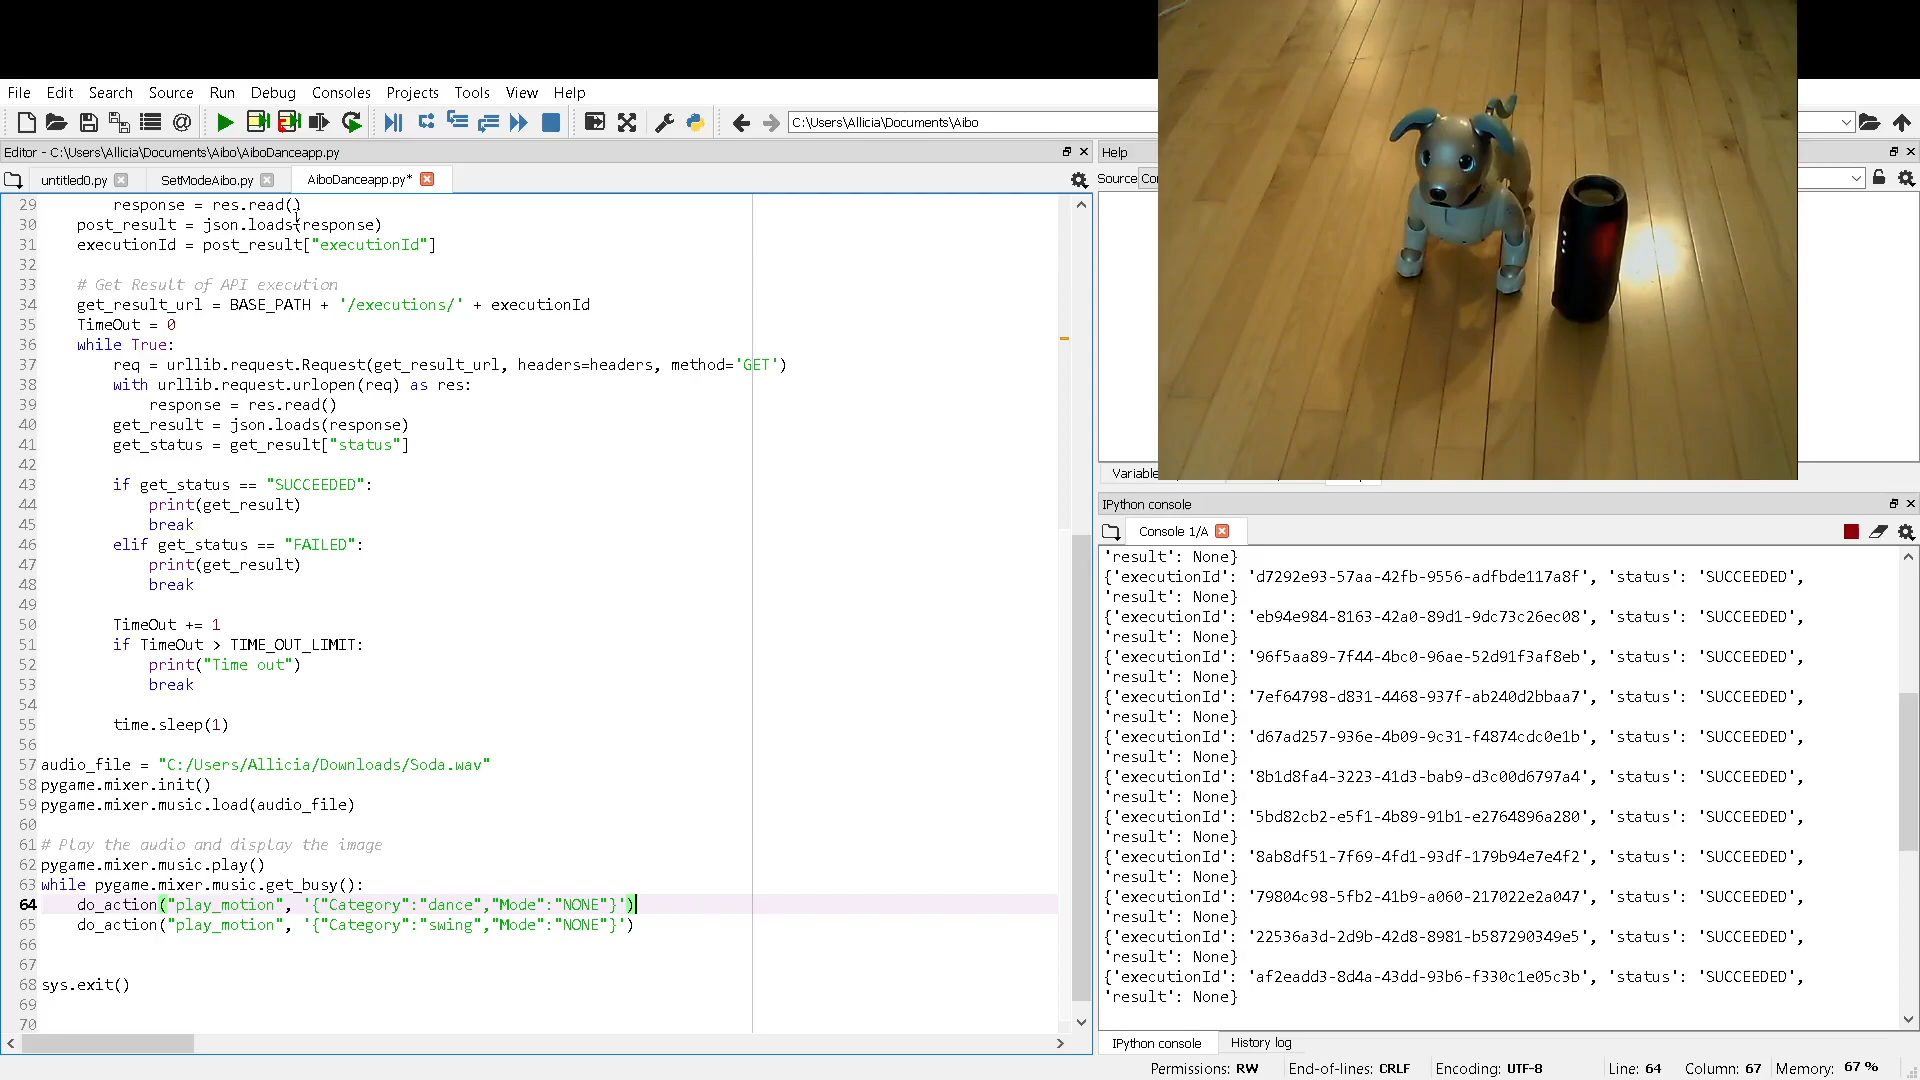 File Edit Search Source Run Debug Consoles Projects Tools View Help
C:\Users\Allicia\Documents\Aibo
Editor - C:\Users\Allicia\Documents\Aibo\AiboDanceapp.py
untitled0.py
SetModeAibo.py
AiboDanceapp.py*
29 response = res.read()
30 post_result = json.loads(response)
31 executionId = post_result["executionId"]
32
33 # Get Result of API execution
34 get_result_url = BASE_PATH + '/executions/' + executionId
35 TimeOut = 0
36 while True:
37 req = urllib.request.Request(get_result_url, headers=headers, method='GET')
38 with urllib.request.urlopen(req) as res:
39 response = res.read()
40 get_result = json.loads(response)
41 get_status = get_result["status"]
42
43 if get_status == "SUCCEEDED":
44 print(get_result)
45 break
46 elif get_status == "FAILED":
47 print(get_result)
48 break
49
50 TimeOut += 1
51 if TimeOut > TIME_OUT_LIMIT:
52 print("Time out")
53 break
54
55 time.sleep(1)
56
57 audio_file = "C:/Users/Allicia/Downloads/Soda.wav"
58 pygame.mixer.init()
59 pygame.mixer.music.load(audio_file)
60
61 # Play the audio and display the image
62 pygame.mixer.music.play()
63 while pygame.mixer.music.get_busy():
64 do_action("play_motion", '{"Category":"dance","Mode":"NONE"}')
65 do_action("play_motion", '{"Category":"swing","Mode":"NONE"}')
66
67
68 sys.exit()
69
70
Help
Source
Variable
IPython console
Console 1/A
'result': None}
{'executionId': 'd7292e93-57aa-42fb-9556-adfbde117a8f', 'status': 'SUCCEEDED',
'result': None}
{'executionId': 'eb94e984-8163-42a0-89d1-9dc73c26ec08', 'status': 'SUCCEEDED',
'result': None}
{'executionId': '96f5aa89-7f44-4bc0-96ae-52d91f3af8eb', 'status': 'SUCCEEDED',
'result': None}
{'executionId': '7ef64798-d831-4468-937f-ab240d2bbaa7', 'status': 'SUCCEEDED',
'result': None}
{'executionId': 'd67ad257-936e-4b09-9c31-f4874cdc0e1b', 'status': 'SUCCEEDED',
'result': None}
{'executionId': '8b1d8fa4-3223-41d3-bab9-d3c00d6797a4', 'status': 'SUCCEEDED',
'result': None}
{'executionId': '5bd82cb2-e5f1-4b89-91b1-e2764896a280', 'status': 'SUCCEEDED',
'result': None}
{'executionId': '8ab8df51-7f69-4fd1-93df-179b94e7e4f2', 'status': 'SUCCEEDED',
'result': None}
{'executionId': '79804c98-5fb2-41b9-a060-217022e2a047', 'status': 'SUCCEEDED',
'result': None}
{'executionId': '22536a3d-2d9b-42d8-8981-b587290349e5', 'status': 'SUCCEEDED',
'result': None}
{'executionId': 'af2eadd3-8d4a-43dd-93b6-f330c1e05c3b', 'status': 'SUCCEEDED',
'result': None}
IPython console History log
Permissions: RW End-of-lines: CRLF Encoding: UTF-8 Line: 64 Column: 67 Memory: 67 %